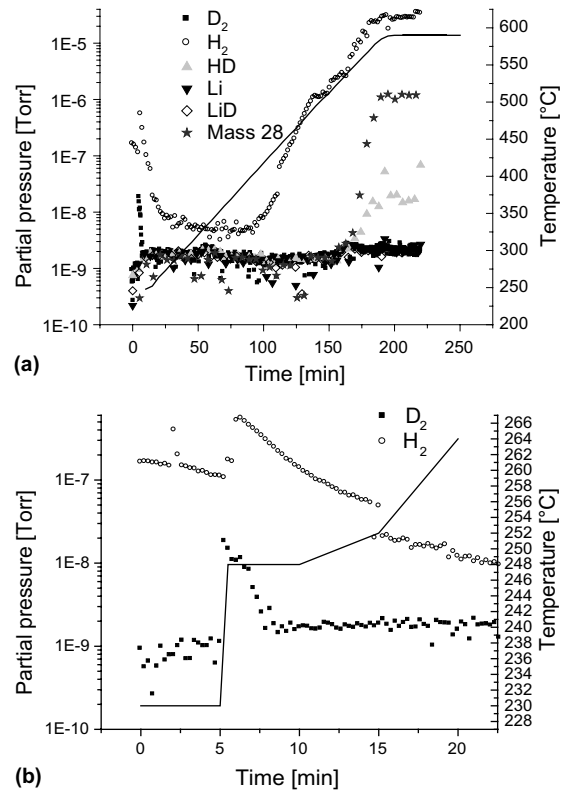 D2
H2
HD
Li
LiD
Mass 28
1E-5
1E-6
1E-7
1E-8
1E-9
1E-10
Partial pressure [Torr]
600
550
500
450
400
350
300
250
200
Temperature [°C]
0 50 100 150 200 250
Time [min]
(a)
D2
H2
1E-7
1E-8
1E-9
1E-10
Partial pressure [Torr]
266
264
262
260
258
256
254
252
250
248
246
244
242
240
238
236
234
232
230
228
Temperature [°C]
0 5 10 15 20
Time [min]
(b)